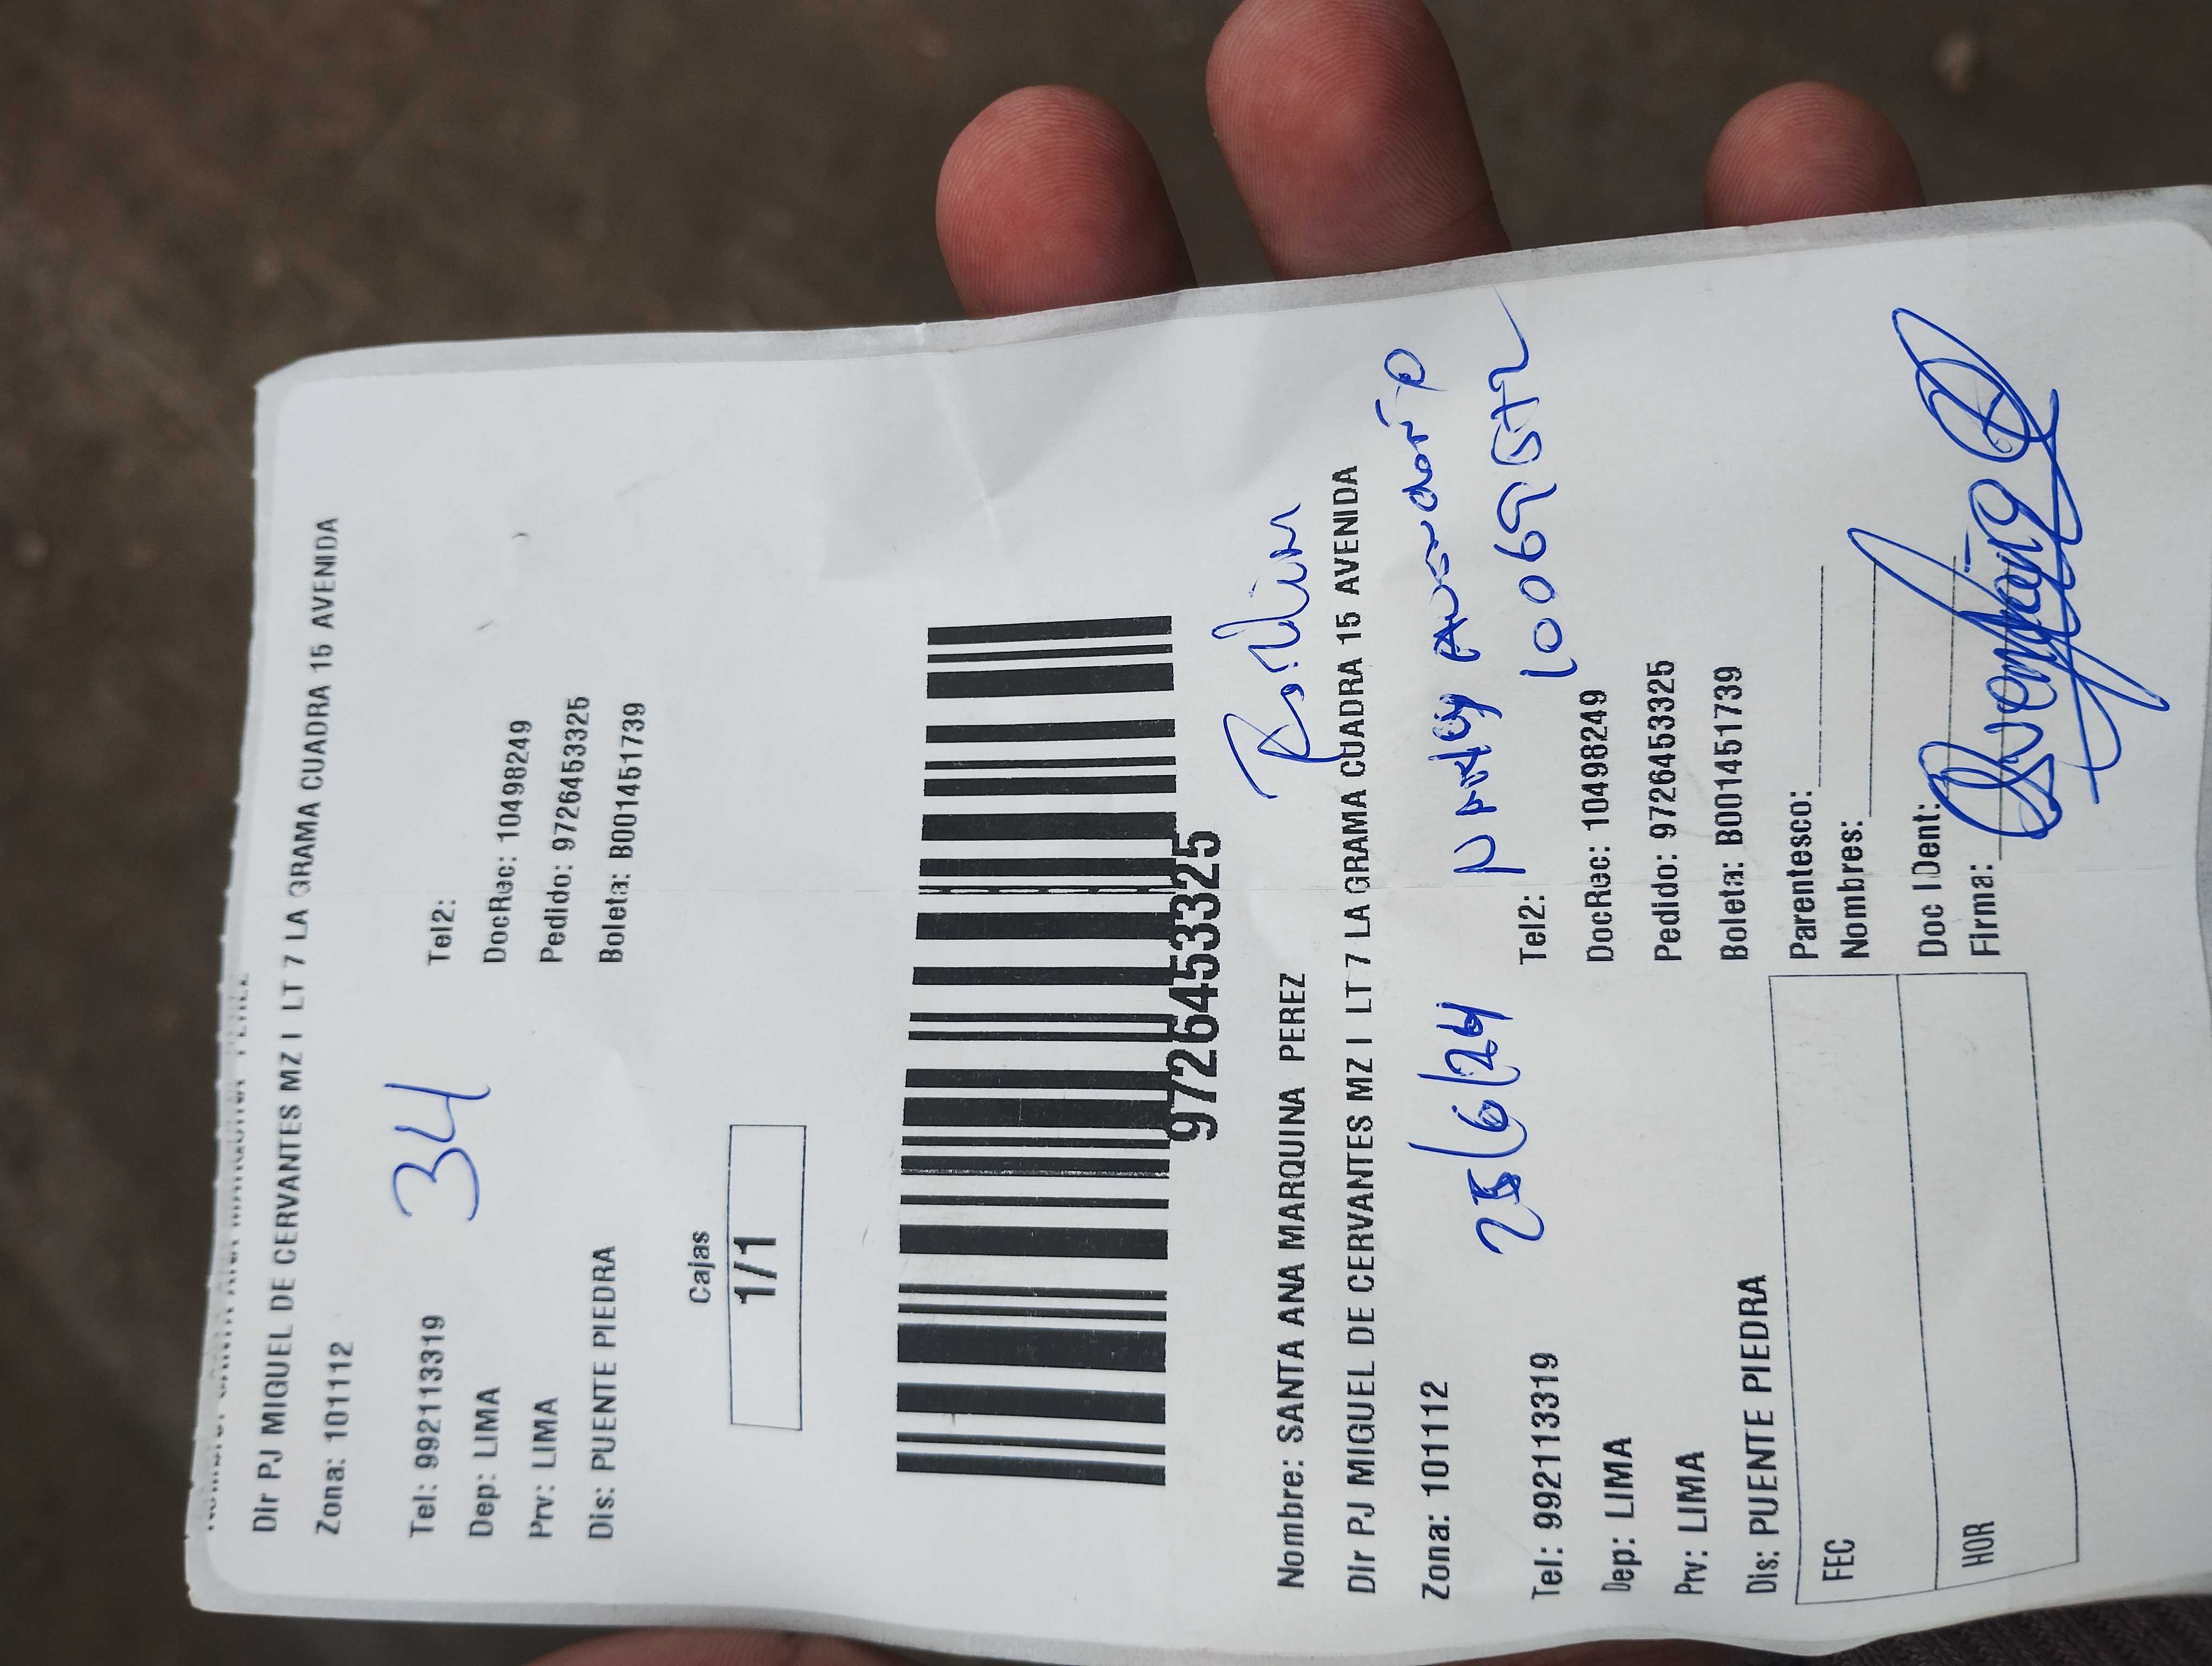 Dir PJ MIGUEL DE CERVANTES MZ I LT 7 LA GRAMA CUADRA 15 AVENIDA
Zona: 101112
34
Tel: 992113319 Tel2:
Dep: LIMA DocRec: 10498249
Prv: LIMA Pedido: 9726453325
Dis: PUENTE PIEDRA Boleta: B001451739
Cajas
1/1
9726453325
Nombre: SANTA ANA MARQUINA PEREZ
Dir PJ MIGUEL DE CERVANTES MZ I LT 7 LA GRAMA CUADRA 15 AVENIDA
Zona: 101112
25/6/24
Tel: 992113319 Tel2:
Dep: LIMA DocRec: 10498249
Prv: LIMA Pedido: 9726453325
Dis: PUENTE PIEDRA Boleta: B001451739
FEC Parentesco:
Nombres:
HOR Doc IDent:
Firma: